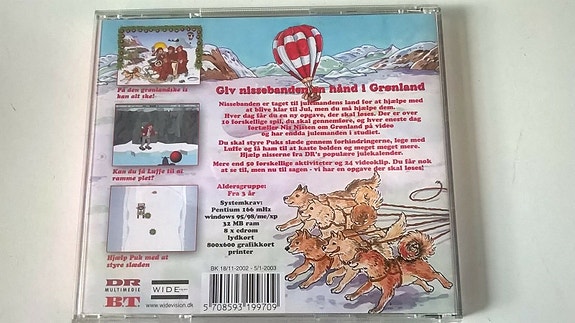 Giv nissebanden en hånd i Grønland
Nissebanden er taget til julemandens land for at hjælpe med
at blive klar til Jul, men du må hjælpe dem.
Hver dag får du en ny opgave, der skal løses. Der er over
10 forskellige spil, du skal gennemføre, og hver eneste dag
fortæller Nis Nissen om Grønland på video
og har endda julemanden i studiet.
Du skal styre Puks slæde gennem forhindringerne, lege med
Luffe og få ham til at kaste bolden og meget meget mere.
Hjælp nisserne fra DR's populære julekalender.
Mere end 50 forskellige aktiviteter og 24 videoklip. Du får nok
at se til, men nu til sagen - vi har en opgave der skal løses!
På den grønlandske is
kan alt ske!
Kan du få Luffe til at
ramme plet?
Hjælp Puk med at
styre slæden
Aldersgruppe:
Fra 3 år
Systemkrav:
Pentium 166 mHz
windows 95/98/me/xp
32 MB ram
8 x cdrom
lydkort
800x600 grafikkort
printer
BK 18/11-2002 - 5/1-2003
DR
MULTIMEDIE
BT
WIDE
www.widevision.dk
5 708593 199709